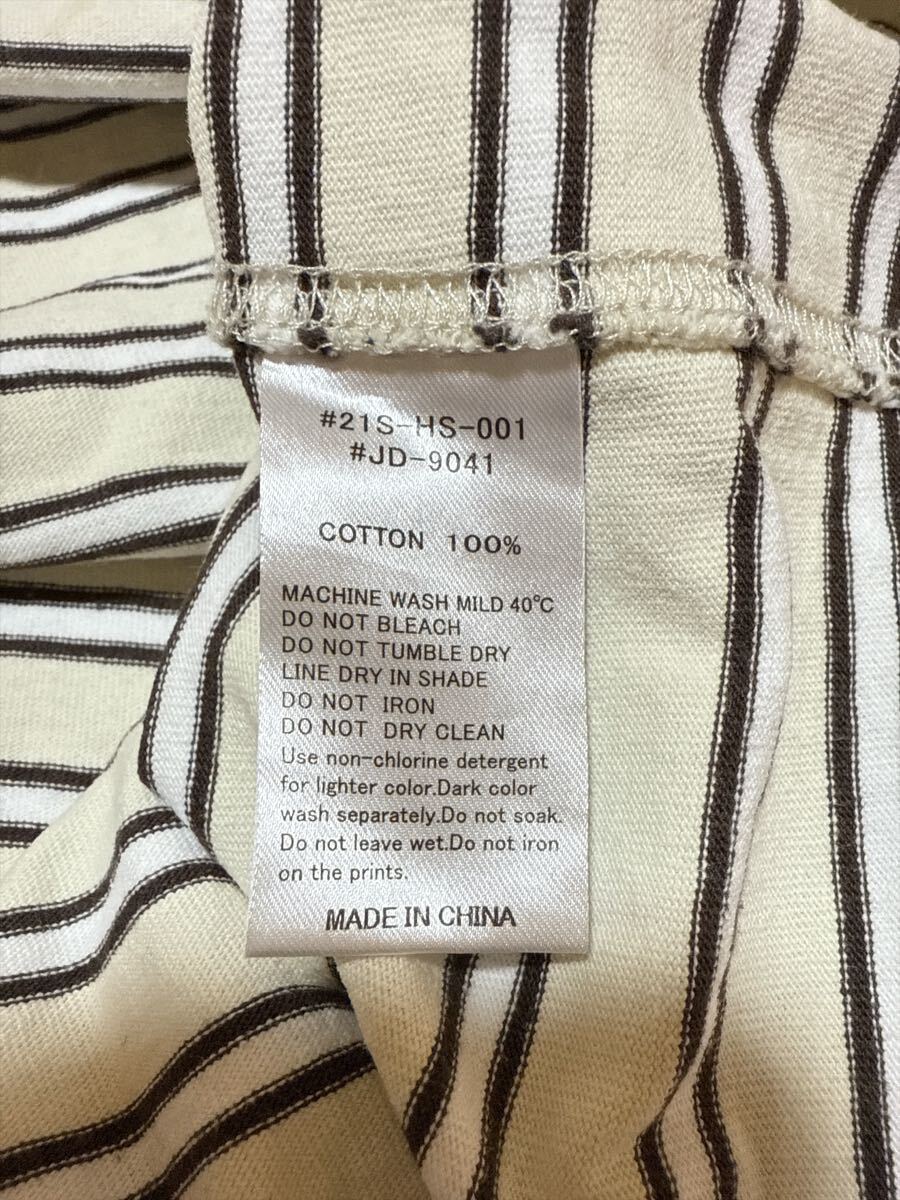 #21S-HS-001
#JD-9041
COTTON 100%
MACHINE WASH MILD 40℃
DO NOT BLEACH
DO NOT TUMBLE DRY
LINE DRY IN SHADE
DO NOT IRON
DO NOT DRY CLEAN
Use non-chlorine detergent
for lighter color.Dark color
wash separately.Do not soak.
Do not leave wet.Do not iron
on the prints.
MADE IN CHINA